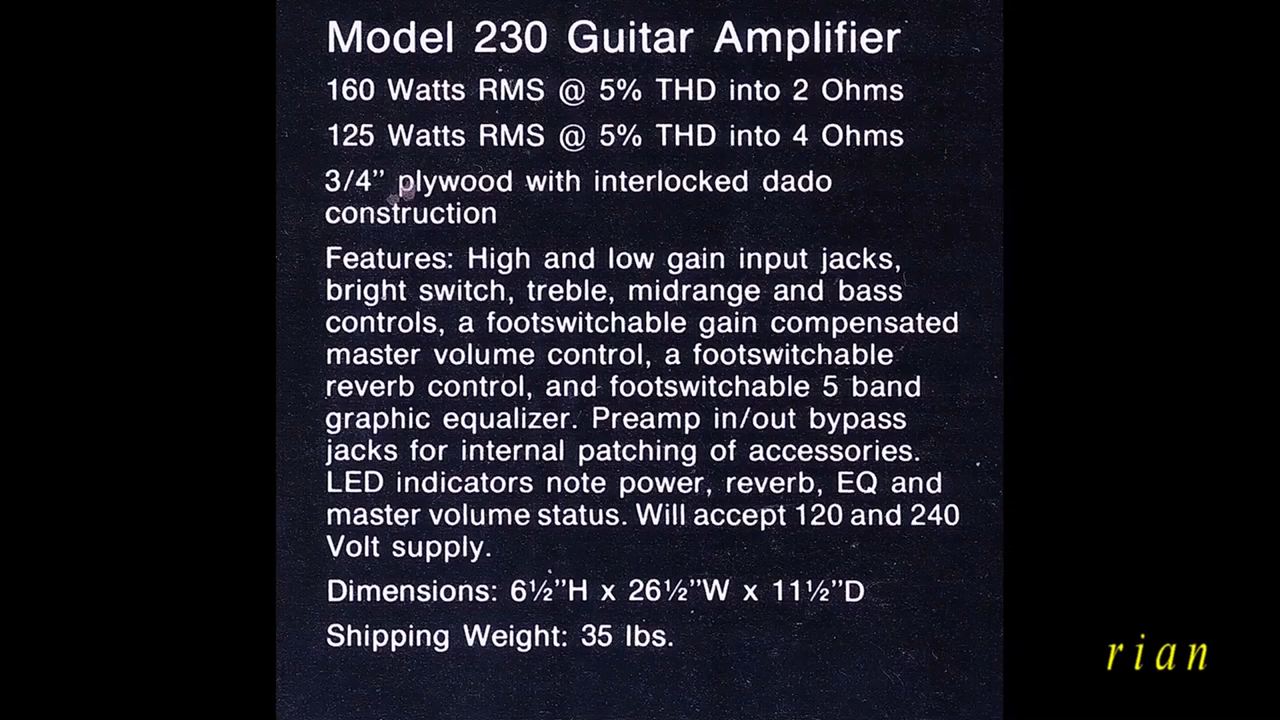 Model 230 Guitar Amplifier
160 Watts RMS @ 5% THD into 2 Ohms
125 Watts RMS @ 5% THD into 4 Ohms
3/4” plywood with interlocked dado
construction
Features: High and low gain input jacks,
bright switch, treble, midrange and bass
controls, a footswitchable gain compensated
master volume control, a footswitchable
reverb control, and footswitchable 5 band
graphic equalizer. Preamp in/out bypass
jacks for internal patching of accessories.
LED indicators note power, reverb, EQ and
master volume status. Will accept 120 and 240
Volt supply.
Dimensions: 6½”H x 26½”W x 11½”D
Shipping Weight: 35 lbs.
rian